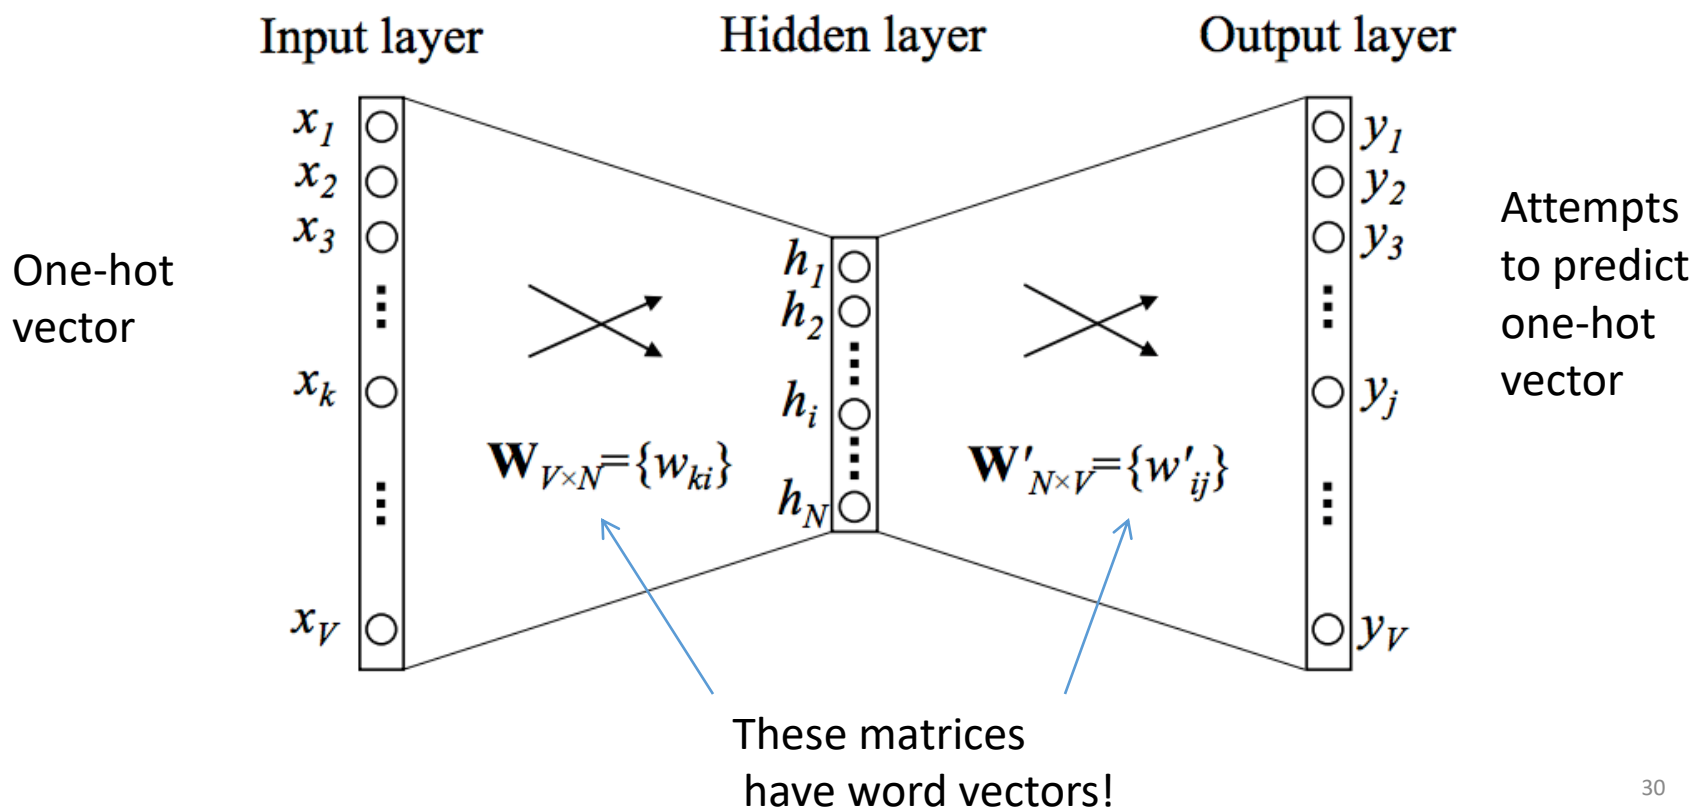 Input layer
Hidden layer
Output layer
x1
x2
x3
xk
xV
One-hot
vector
W V×N={wki}
h1
h2
hi
hN
W'N×V={w'ij}
y1
y2
y3
yj
yV
Attempts
to predict
one-hot
vector
These matrices
have word vectors!
30